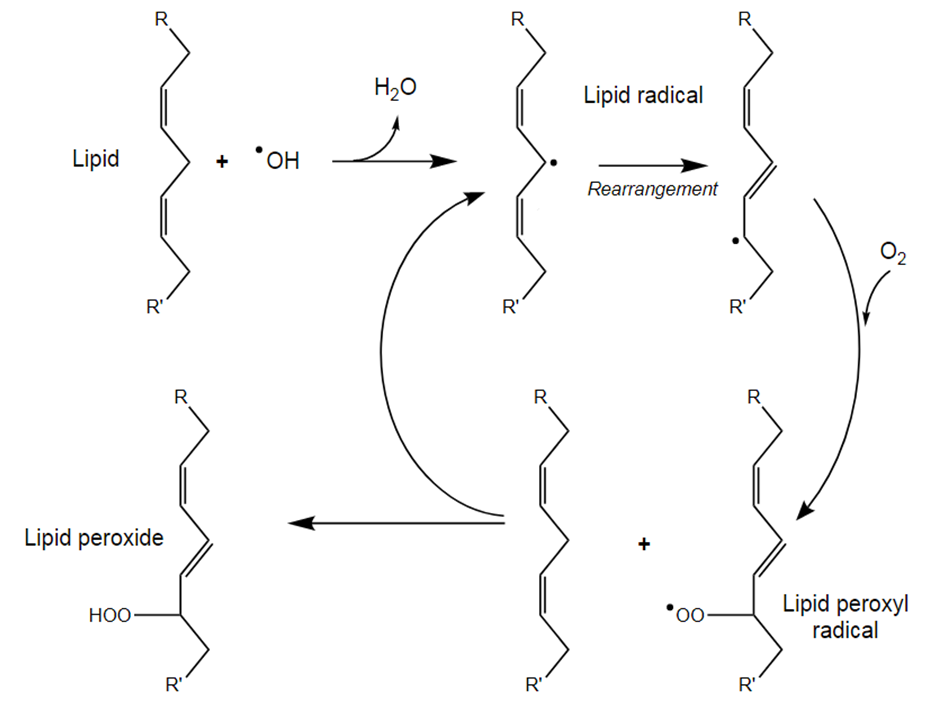 R
R
R
H₂O
Lipid radical
Lipid
+
•OH
Rearrangement
O₂
R'
R'
R'
R
R
R
Lipid peroxide
+
HOO
•OO
Lipid peroxyl
radical
R'
R'
R'